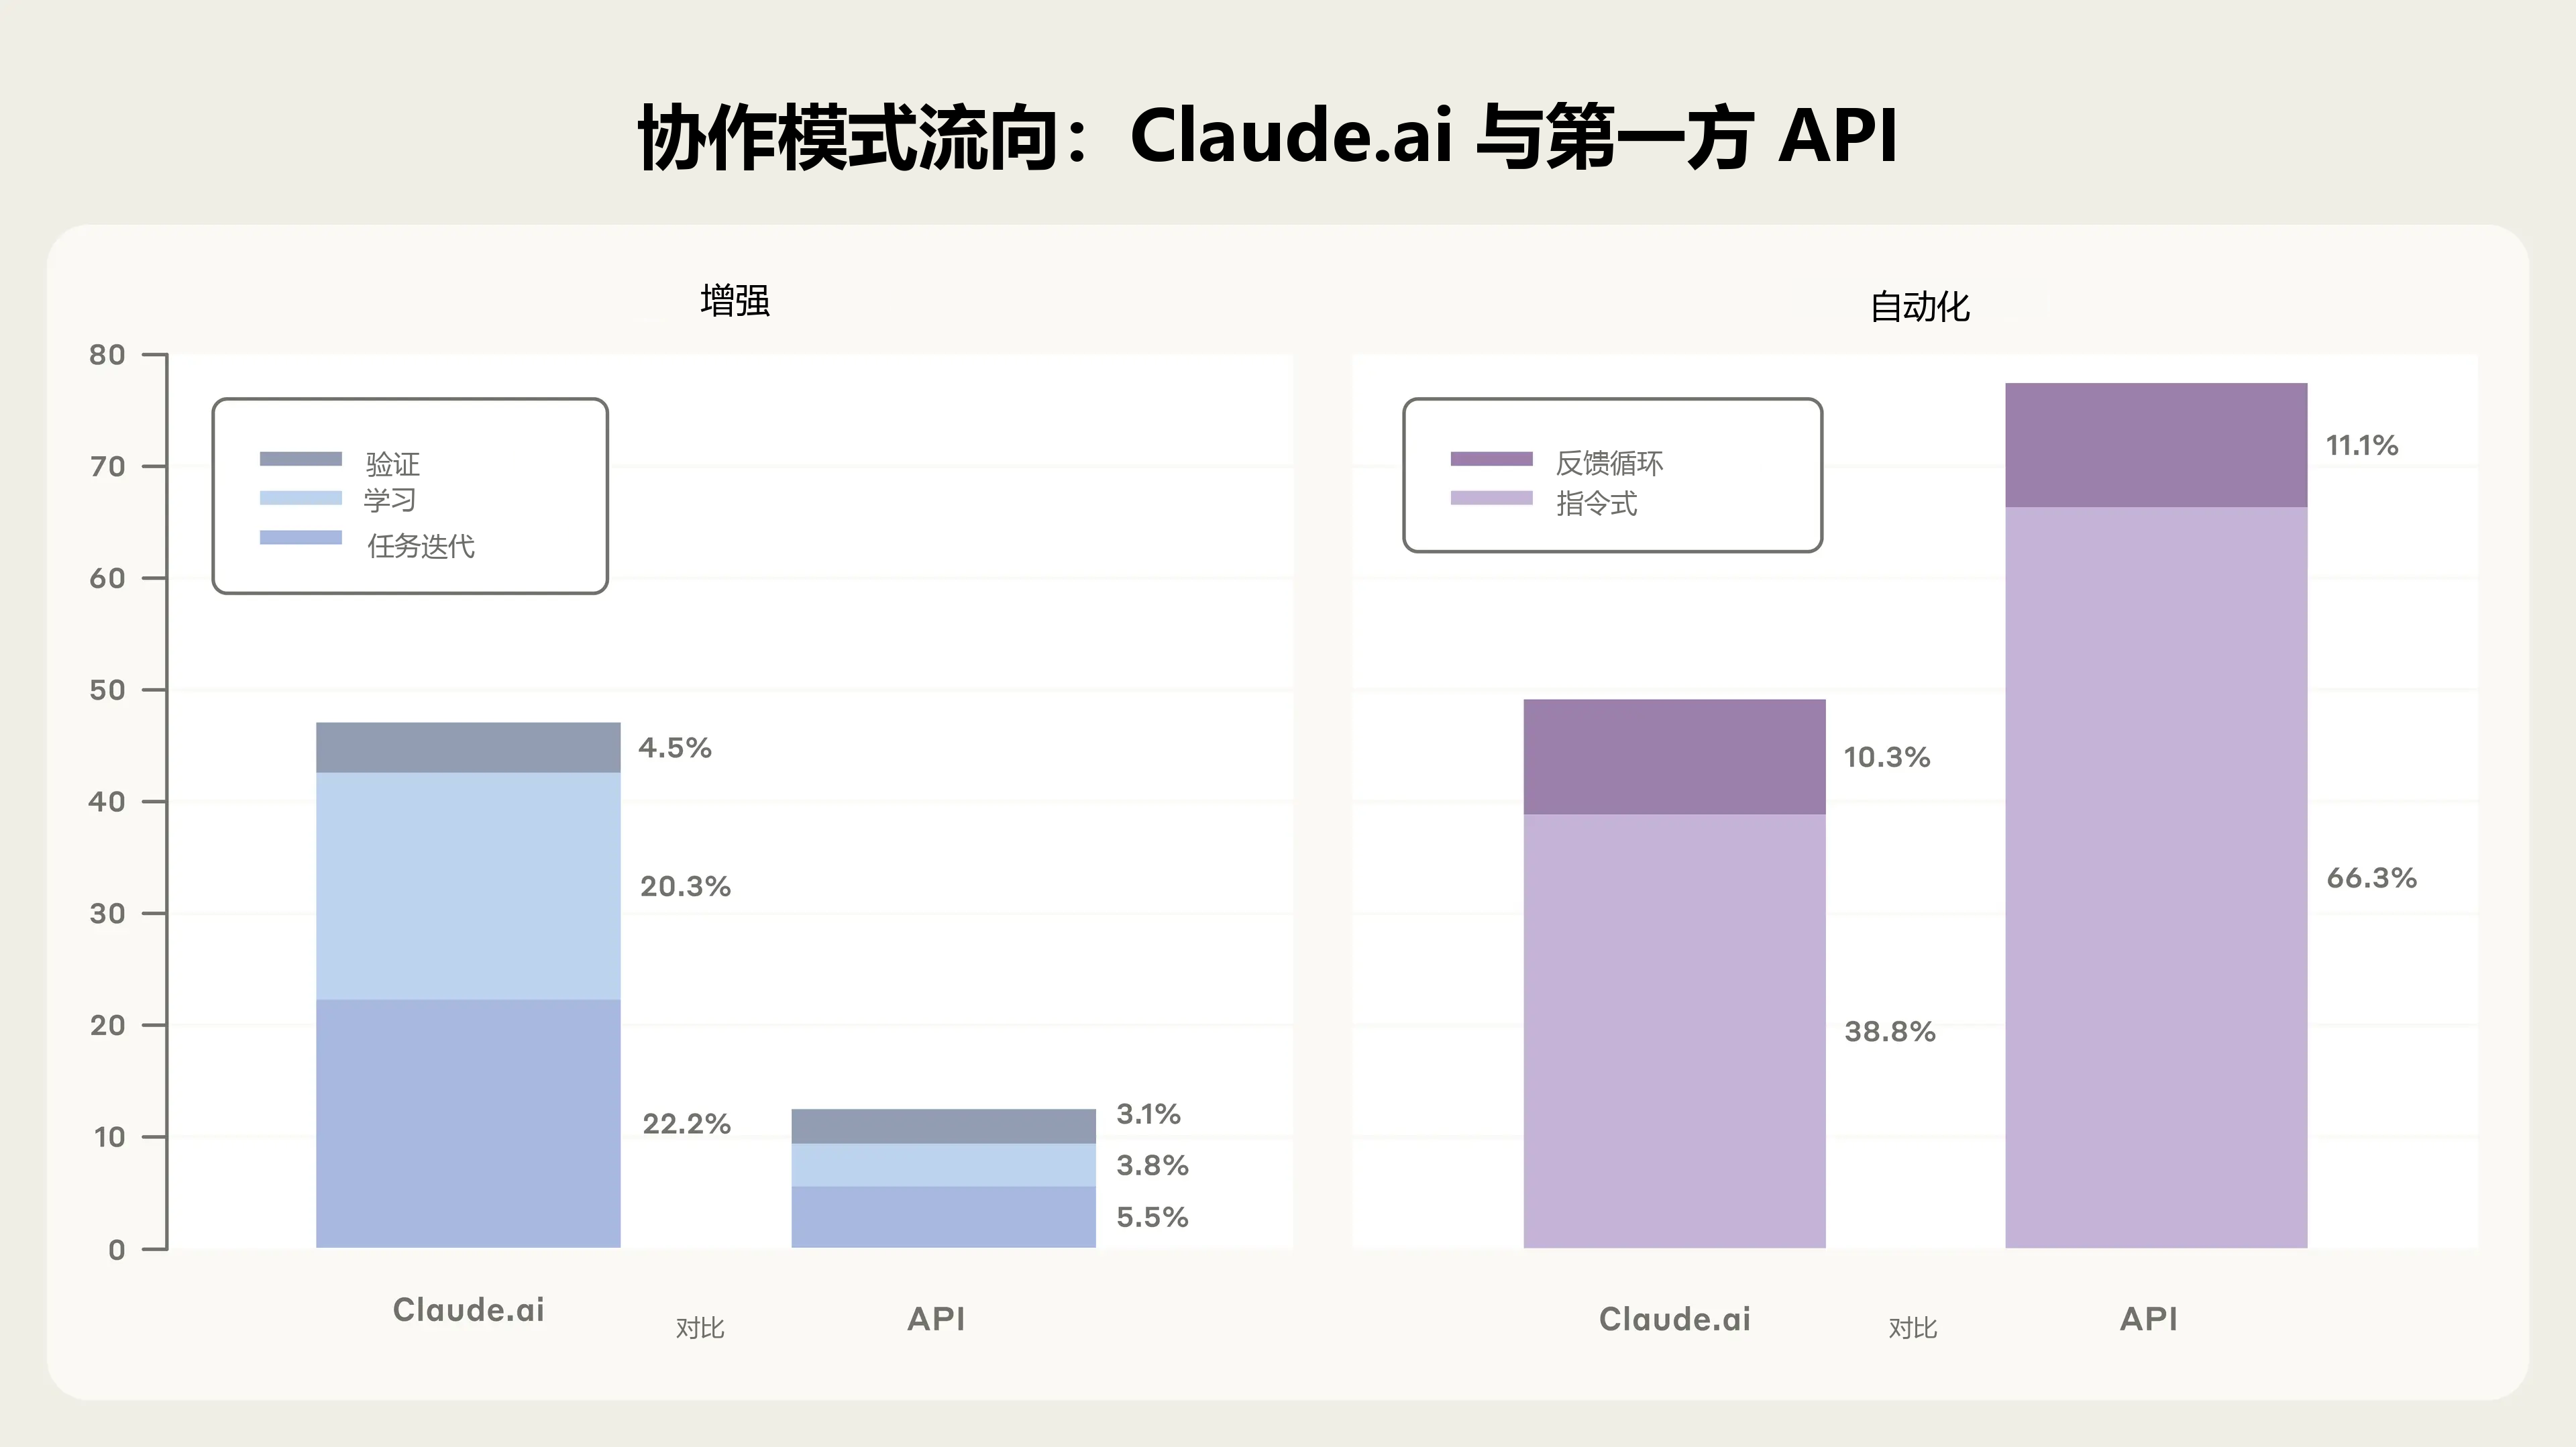 协作模式流向：Claude.ai 与第一方 API
增强
80
70
60
50
40
30
20
10
0
验证
学习
任务迭代
4.5%
20.3%
22.2%
3.1%
3.8%
5.5%
Claude.ai
对比
API
自动化
反馈循环
指令式
10.3%
38.8%
11.1%
66.3%
Claude.ai
对比
API